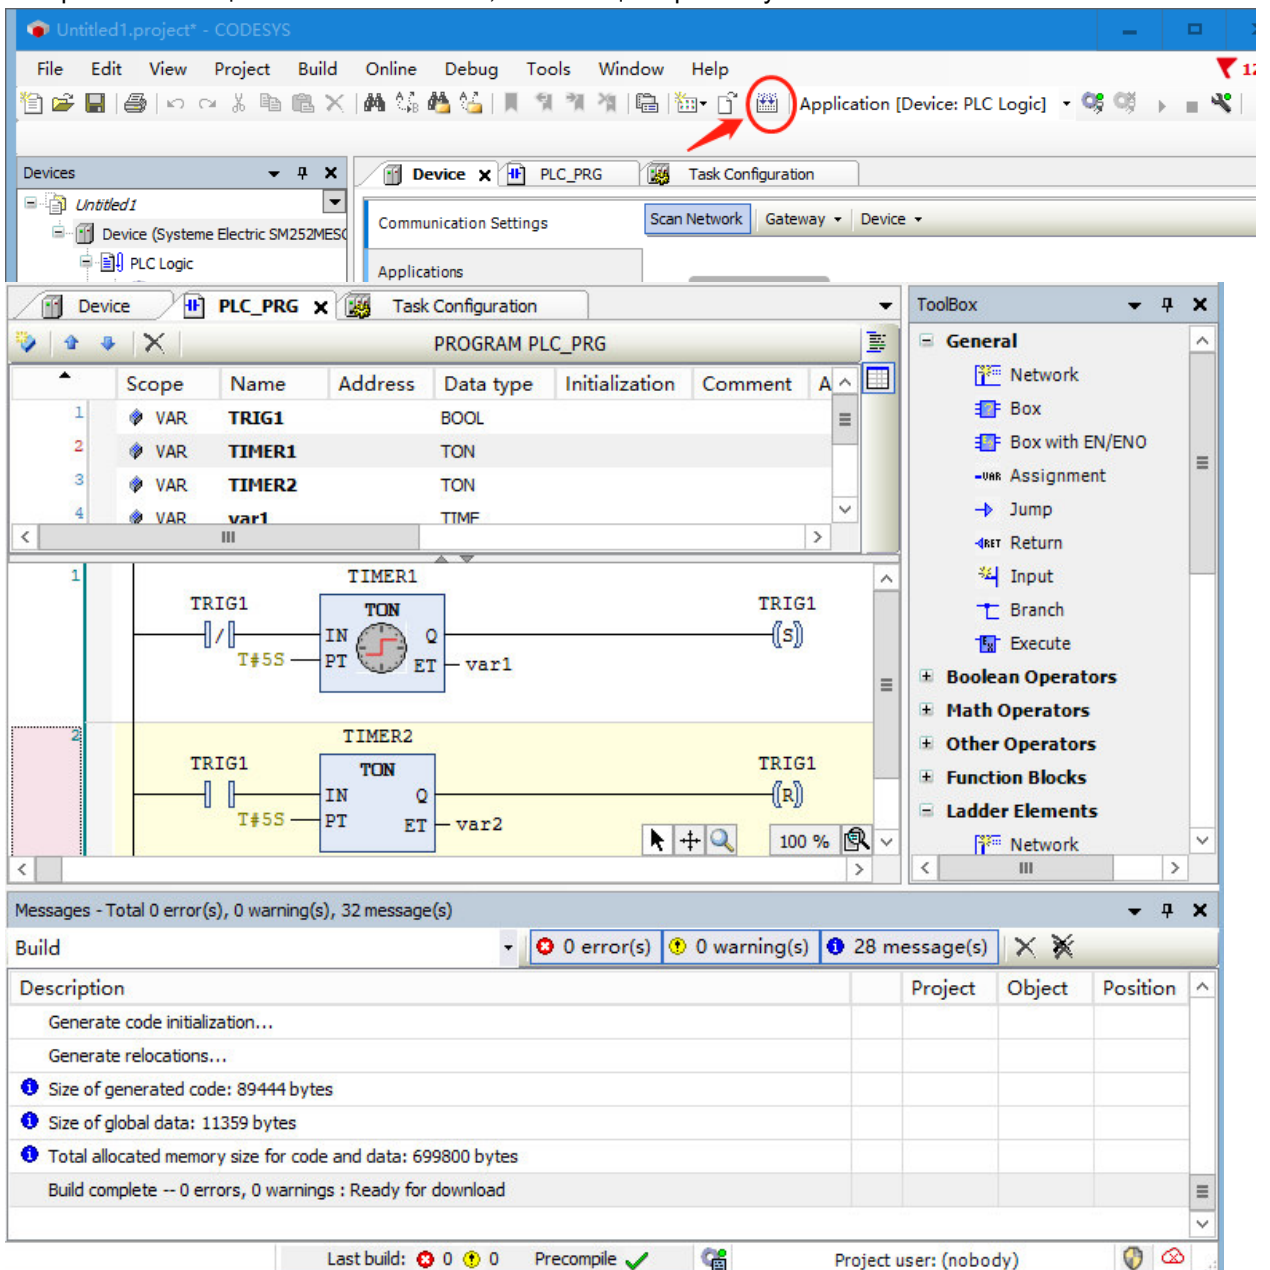 Untitled1.project* - CODESYS
File Edit View Project Build Online Debug Tools Window Help
12
Application [Device: PLC Logic]
Devices
Device PLC_PRG Task Configuration
Untitled1
Device (Systeme Electric SM252MESC
PLC Logic
Communication Settings
Applications
Scan Network Gateway Device
Device PLC_PRG Task Configuration
PROGRAM PLC_PRG
Scope Name Address Data type Initialization Comment A
1 VAR TRIG1 BOOL
2 VAR TIMER1 TON
3 VAR TIMER2 TON
4 VAR var1 TIME
1
TIMER1
TRIG1 TON TRIG1
/ IN Q S
T#5S PT ET var1
2
TIMER2
TRIG1 TON TRIG1
IN Q R
T#5S PT ET var2
100 %
ToolBox
General
Network
Box
Box with EN/ENO
Assignment
Jump
Return
Input
Branch
Execute
Boolean Operators
Math Operators
Other Operators
Function Blocks
Ladder Elements
Network
Messages - Total 0 error(s), 0 warning(s), 32 message(s)
Build 0 error(s) 0 warning(s) 28 message(s)
Description Project Object Position
Generate code initialization...
Generate relocations...
Size of generated code: 89444 bytes
Size of global data: 11359 bytes
Total allocated memory size for code and data: 699800 bytes
Build complete -- 0 errors, 0 warnings : Ready for download
Last build: 0 0 Precompile Project user: (nobody)